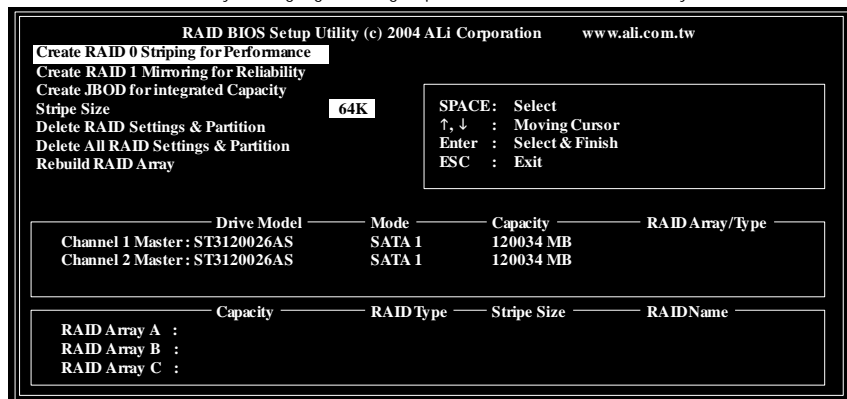 RAID BIOS Setup Utility (c) 2004 ALi Corporation www.ali.com.tw
Create RAID 0 Striping for Performance
Create RAID 1 Mirroring for Reliability
Create JBOD for integrated Capacity
Stripe Size 64K
Delete RAID Settings & Partition
Delete All RAID Settings & Partition
Rebuild RAID Array
SPACE: Select
↑, ↓ : Moving Cursor
Enter : Select & Finish
ESC : Exit
Drive Model Mode Capacity RAID Array/Type
Channel 1 Master : ST3120026AS SATA 1 120034 MB
Channel 2 Master : ST3120026AS SATA 1 120034 MB
Capacity RAID Type Stripe Size RAIDName
RAID Array A :
RAID Array B :
RAID Array C :